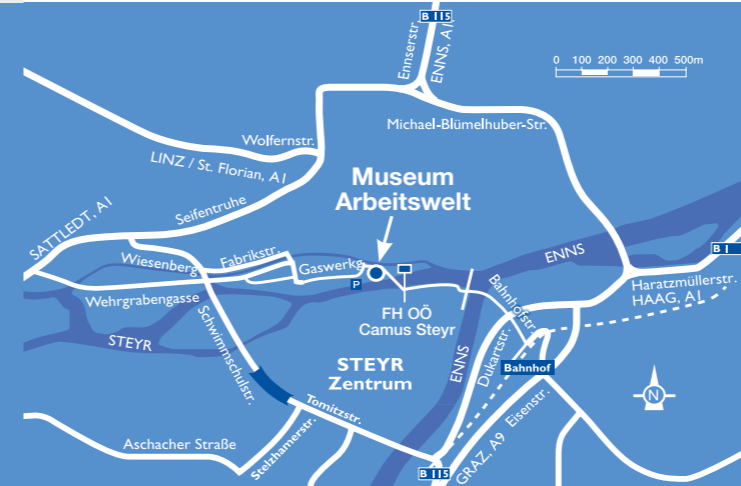 B 115
Ennserstr.
ENNS, A1
0 100 200 300 400 500m
Michael-Blümelhuber-Str.
Wolfernstr.
LINZ / St. Florian, A1
Museum
Arbeitswelt
Seifentruhe
SATTLEDT, A1
Wiesenberg
Fabrikstr.
Gaswerkg.
ENNS
B 1
Haratzmüllerstr.
HAAG, A1
Wehrgrabengasse
P
FH OÖ
Camus Steyr
Bahnhofstr.
STEYR
Schwimmschulstr.
STEYR
Zentrum
ENNS
Dukartstr.
Bahnhof
Tomitzstr.
Eisenstr.
GRAZ, A9
Aschacher Straße
Stelzhamerstr.
B 115
N